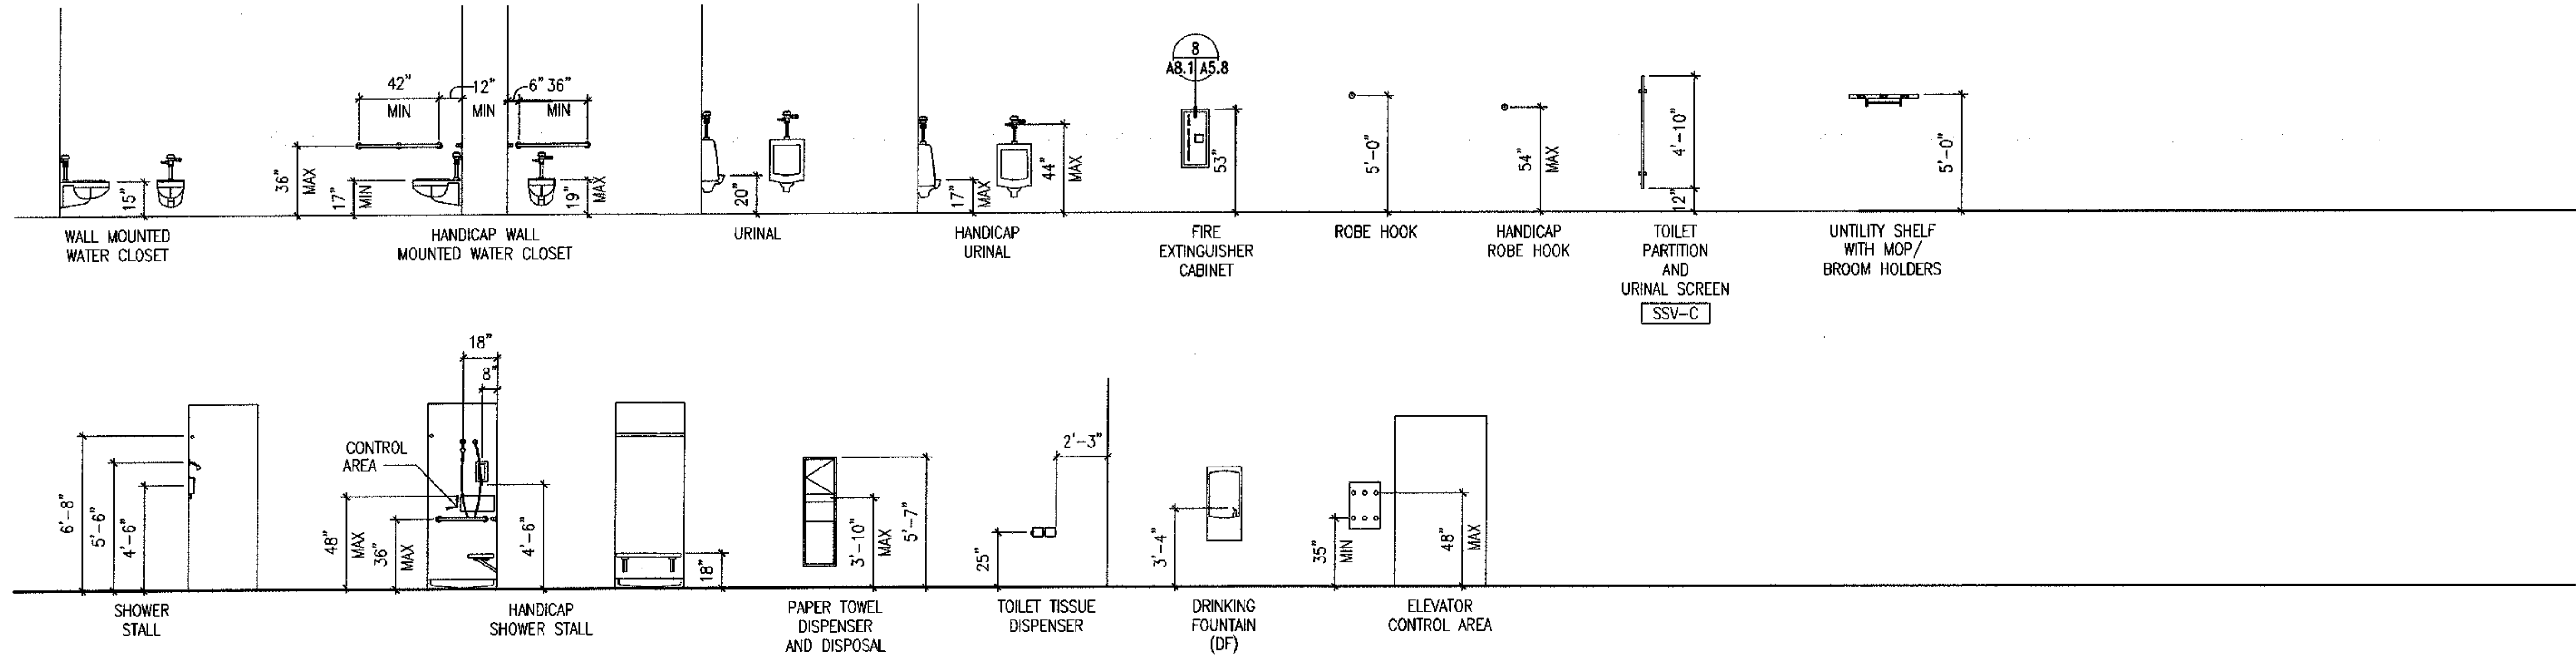 8
A8.1 A5.8
42"
MIN
12"
MIN
6" 36"
MIN
15"
36"
MAX
17"
MIN
19"
MAX
20"
17"
MAX
44"
MAX
53"
5'-0"
54"
MAX
4'-10"
12"
5'-0"
WALL MOUNTED
WATER CLOSET
HANDICAP WALL
MOUNTED WATER CLOSET
URINAL
HANDICAP
URINAL
FIRE
EXTINGUISHER
CABINET
ROBE HOOK
HANDICAP
ROBE HOOK
TOILET
PARTITION
AND
URINAL SCREEN
SSV-C
UNTILITY SHELF
WITH MOP/
BROOM HOLDERS
6'-8"
5'-6"
4'-6"
18"
8"
CONTROL
AREA
48"
MAX
36"
MAX
4'-6"
18"
3'-10"
MAX
5'-7"
2'-3"
25"
3'-4"
35"
MIN
48"
MAX
SHOWER
STALL
HANDICAP
SHOWER STALL
PAPER TOWEL
DISPENSER
AND DISPOSAL
TOILET TISSUE
DISPENSER
DRINKING
FOUNTAIN
(DF)
ELEVATOR
CONTROL AREA